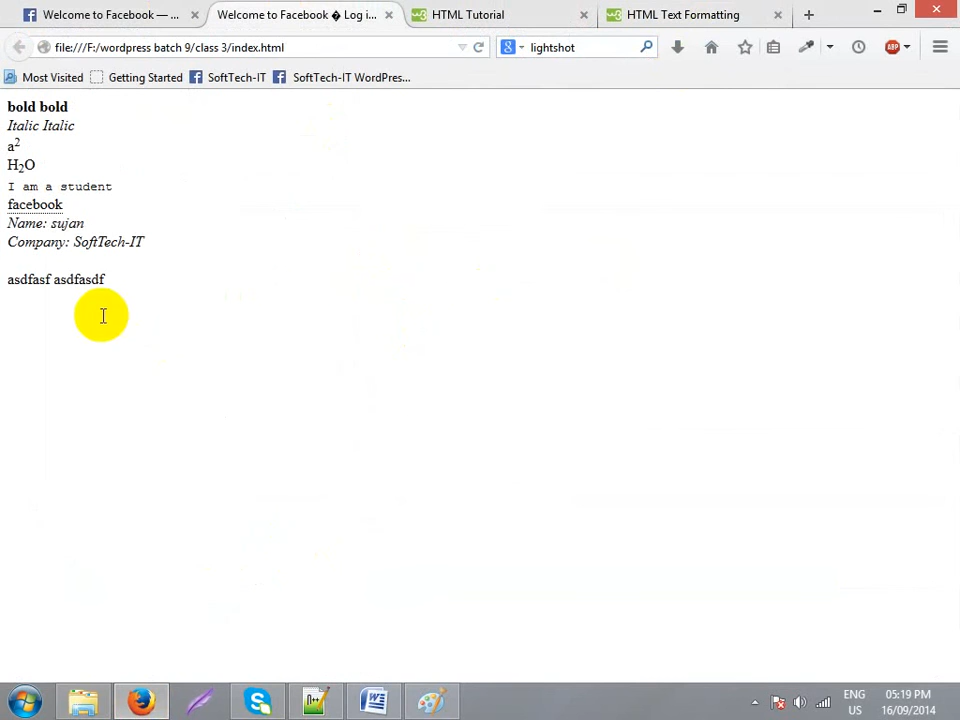 Welcome to Facebook — ...
Welcome to Facebook � Log i...
HTML Tutorial
HTML Text Formatting
file:///F:/wordpress batch 9/class 3/index.html
lightshot
ABP
Most Visited
Getting Started
SoftTech-IT
SoftTech-IT WordPres...
bold bold
Italic Italic
a²
H₂O
I am a student
facebook
Name: sujan
Company: SoftTech-IT
asdfasf asdfasdf
ENG
US
05:19 PM
16/09/2014